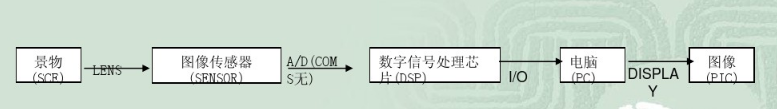 景物
(SCE)
LENS
图像传感器
(SENSOR)
A/D(COM
S无)
数字信号处理芯
片(DSP)
I/O
电脑
(PC)
DISPLA
Y
图像
(PIC)